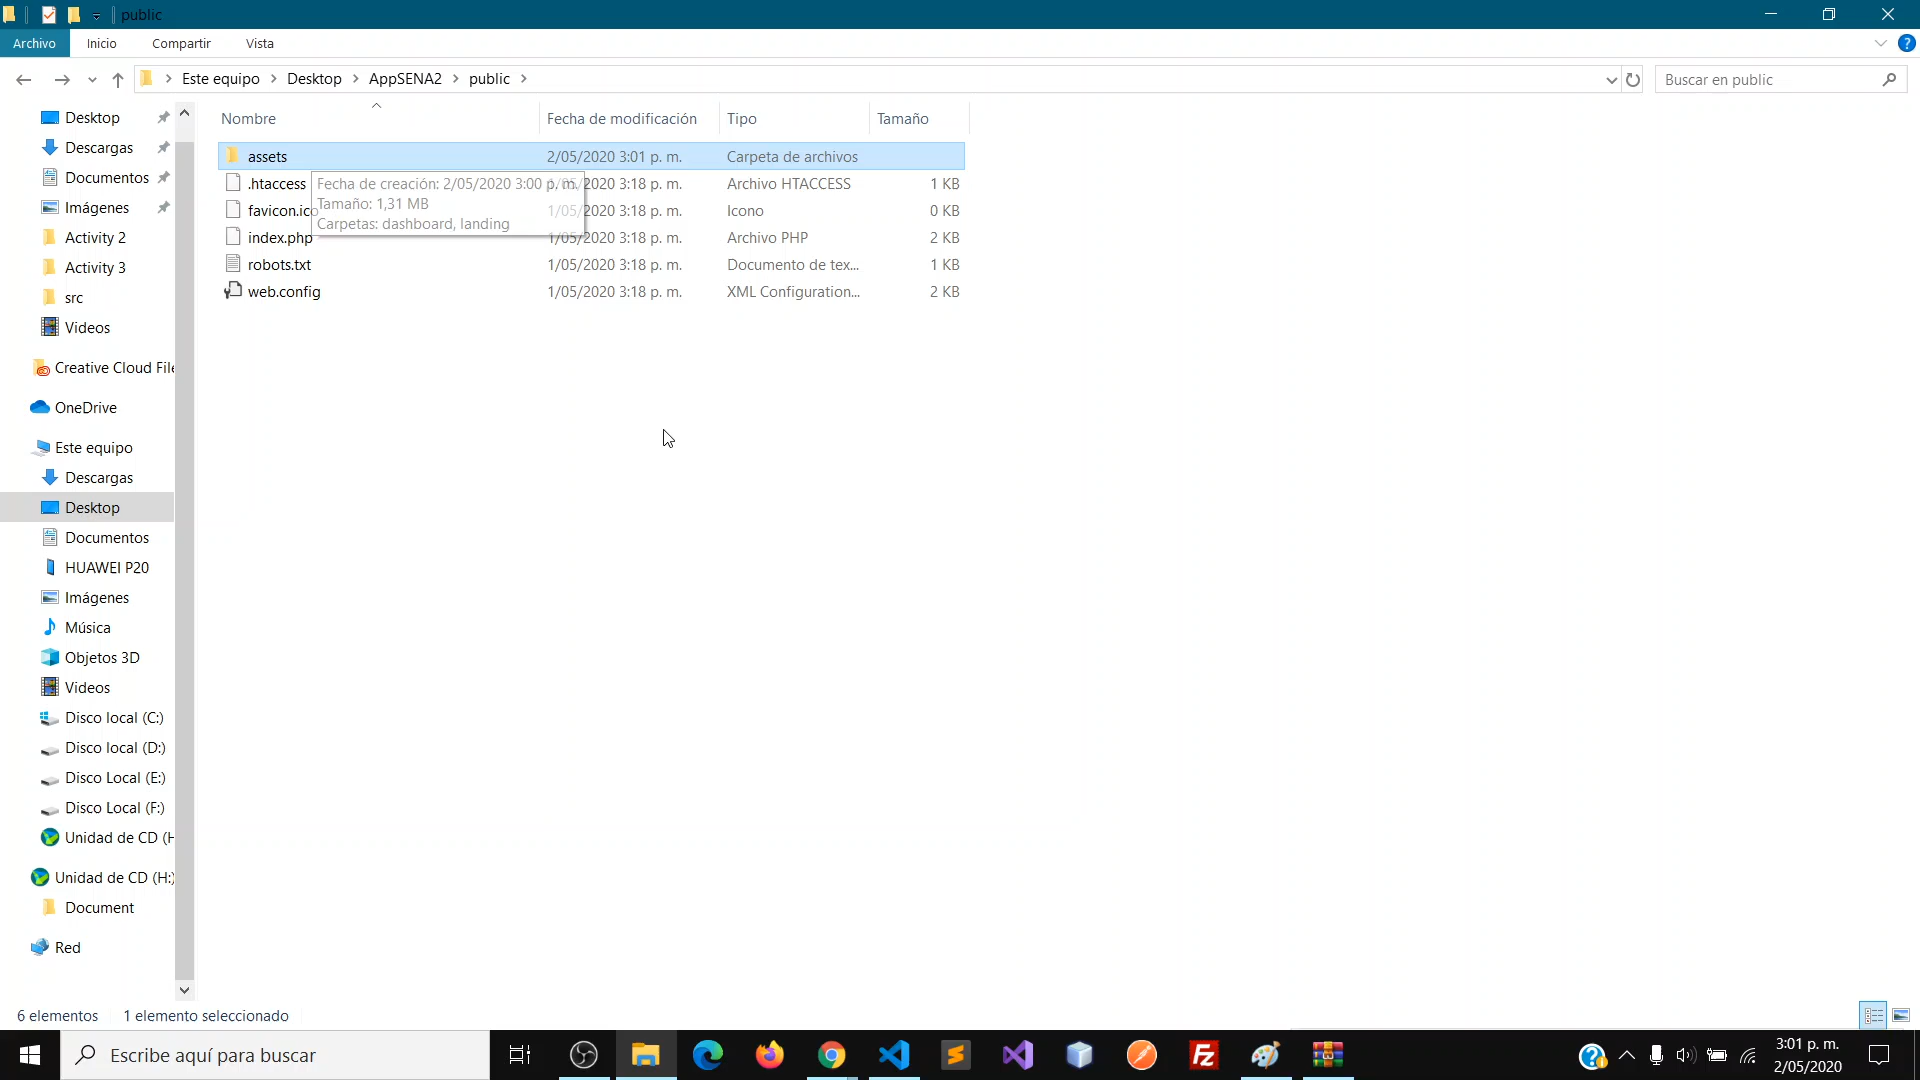 public
Archivo
Inicio
Compartir
Vista
Este equipo
Desktop
AppSENA2
public
Buscar en public
Nombre
Fecha de modificación
Tipo
Tamaño
assets 2/05/2020 3:01 p. m. Carpeta de archivos
.htaccess /2020 3:18 p. m. Archivo HTACCESS 1 KB
favicon.ico 1/05/2020 3:18 p. m. Icono 0 KB
index.php 1/05/2020 3:18 p. m. Archivo PHP 2 KB
robots.txt 1/05/2020 3:18 p. m. Documento de tex... 1 KB
web.config 1/05/2020 3:18 p. m. XML Configuration... 2 KB
Fecha de creación: 2/05/2020 3:00 p. m.
Tamaño: 1,31 MB
Carpetas: dashboard, landing
Desktop
Descargas
Documentos
Imágenes
Activity 2
Activity 3
src
Videos
Creative Cloud File
OneDrive
Este equipo
Descargas
Desktop
Documentos
HUAWEI P20
Imágenes
Música
Objetos 3D
Videos
Disco local (C:)
Disco local (D:)
Disco Local (E:)
Disco Local (F:)
Unidad de CD (H
Unidad de CD (H:)
Document
Red
6 elementos
1 elemento seleccionado
Escribe aquí para buscar
3:01 p. m.
2/05/2020